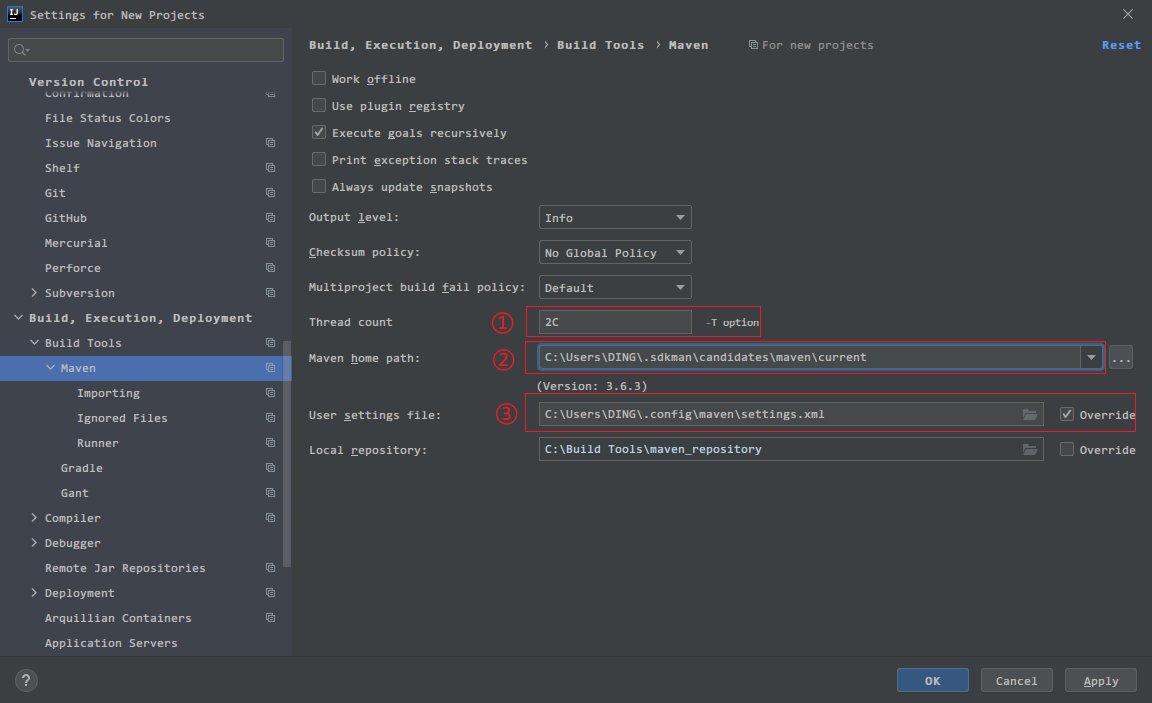 IJ
Settings for New Projects
Version Control
Confirmation
File Status Colors
Issue Navigation
Shelf
Git
GitHub
Mercurial
Perforce
Subversion
Build, Execution, Deployment
Build Tools
Maven
Importing
Ignored Files
Runner
Gradle
Gant
Compiler
Debugger
Remote Jar Repositories
Deployment
Arquillian Containers
Application Servers
Build, Execution, Deployment › Build Tools › Maven For new projects Reset
Work offline
Use plugin registry
Execute goals recursively
Print exception stack traces
Always update snapshots
Output level: Info
Checksum policy: No Global Policy
Multiproject build fail policy: Default
Thread count ① 2C -T option
Maven home path: ② C:\Users\DING\.sdkman\candidates\maven\current ...
(Version: 3.6.3)
User settings file: ③ C:\Users\DING\.config\maven\settings.xml Override
Local repository: C:\Build Tools\maven_repository Override
? OK Cancel Apply